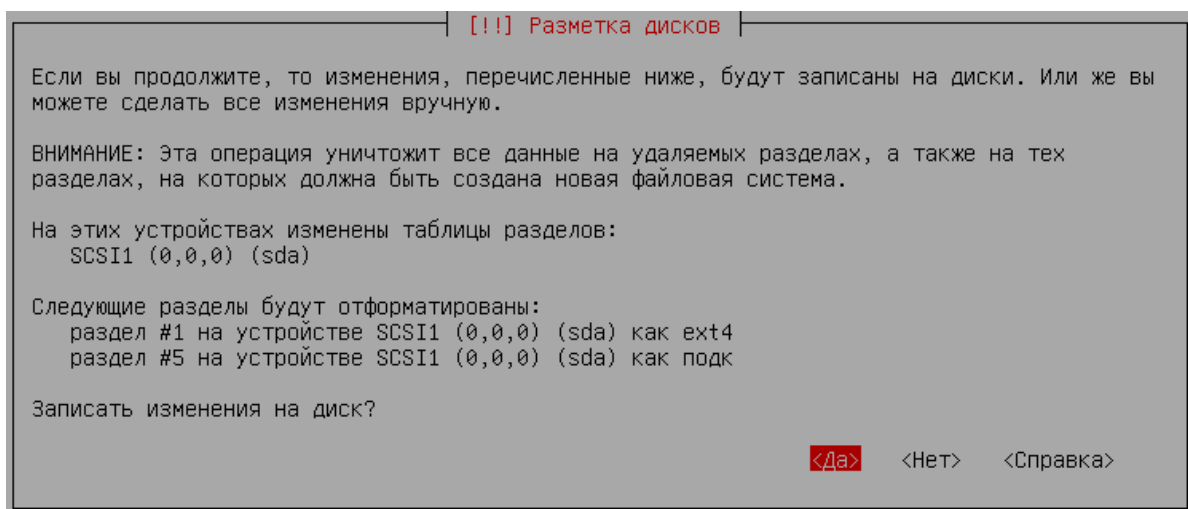 [!!] Разметка дисков
Если вы продолжите, то изменения, перечисленные ниже, будут записаны на диски. Или же вы
можете сделать все изменения вручную.
ВНИМАНИЕ: Эта операция уничтожит все данные на удаляемых разделах, а также на тех
разделах, на которых должна быть создана новая файловая система.
На этих устройствах изменены таблицы разделов:
SCSI1 (0,0,0) (sda)
Следующие разделы будут отформатированы:
раздел #1 на устройстве SCSI1 (0,0,0) (sda) как ext4
раздел #5 на устройстве SCSI1 (0,0,0) (sda) как подк
Записать изменения на диск?
<Да> <Нет> <Справка>